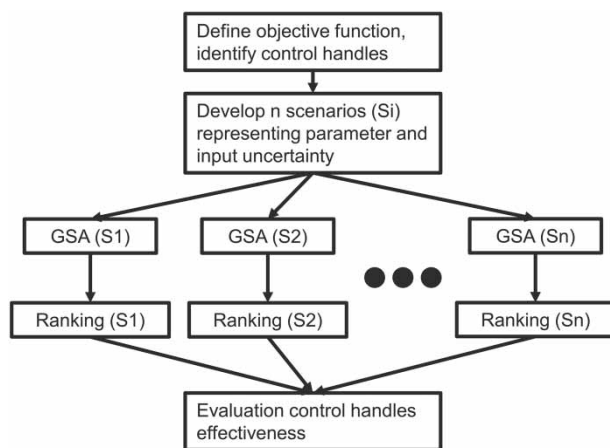 Define objective function,
identify control handles
Develop n scenarios (Si)
representing parameter and
input uncertainty
GSA (S1)
GSA (S2)
GSA (Sn)
Ranking (S1)
Ranking (S2)
Ranking (Sn)
Evaluation control handles
effectiveness